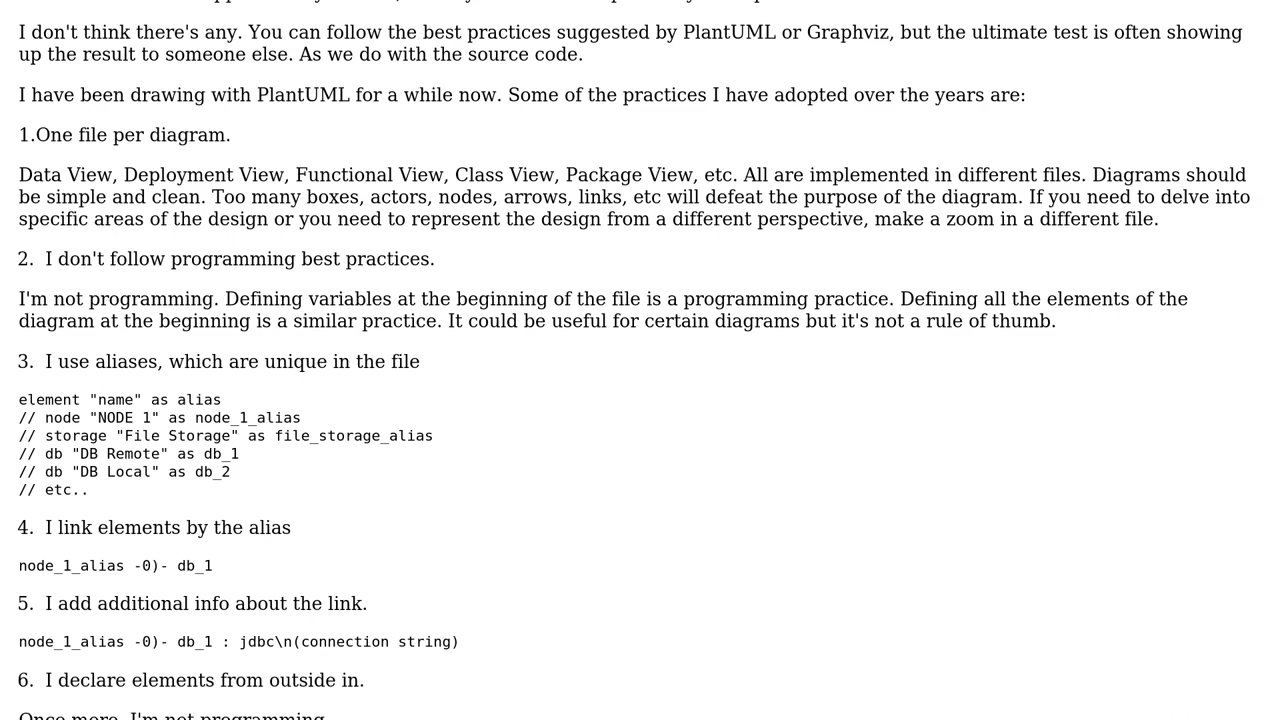 I don't think there's any. You can follow the best practices suggested by PlantUML or Graphviz, but the ultimate test is often showing
up the result to someone else. As we do with the source code.
I have been drawing with PlantUML for a while now. Some of the practices I have adopted over the years are:
1.One file per diagram.
Data View, Deployment View, Functional View, Class View, Package View, etc. All are implemented in different files. Diagrams should
be simple and clean. Too many boxes, actors, nodes, arrows, links, etc will defeat the purpose of the diagram. If you need to delve into
specific areas of the design or you need to represent the design from a different perspective, make a zoom in a different file.
2. I don't follow programming best practices.
I'm not programming. Defining variables at the beginning of the file is a programming practice. Defining all the elements of the
diagram at the beginning is a similar practice. It could be useful for certain diagrams but it's not a rule of thumb.
3. I use aliases, which are unique in the file
element "name" as alias
// node "NODE 1" as node_1_alias
// storage "File Storage" as file_storage_alias
// db "DB Remote" as db_1
// db "DB Local" as db_2
// etc..
4. I link elements by the alias
node_1_alias -0)- db_1
5. I add additional info about the link.
node_1_alias -0)- db_1 : jdbc\n(connection string)
6. I declare elements from outside in.
Once more, I'm not programming.